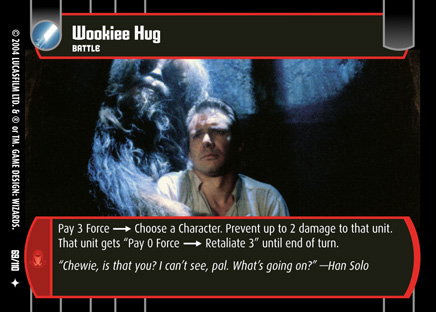 Wookiee Hug
BATTLE
Pay 3 Force → Choose a Character. Prevent up to 2 damage to that unit.
That unit gets “Pay 0 Force → Retaliate 3” until end of turn.
“Chewie, is that you? I can't see, pal. What's going on?” —Han Solo
© 2004 LUCASFILM LTD. & ® or TM. GAME DESIGN: WIZARDS.
69/110